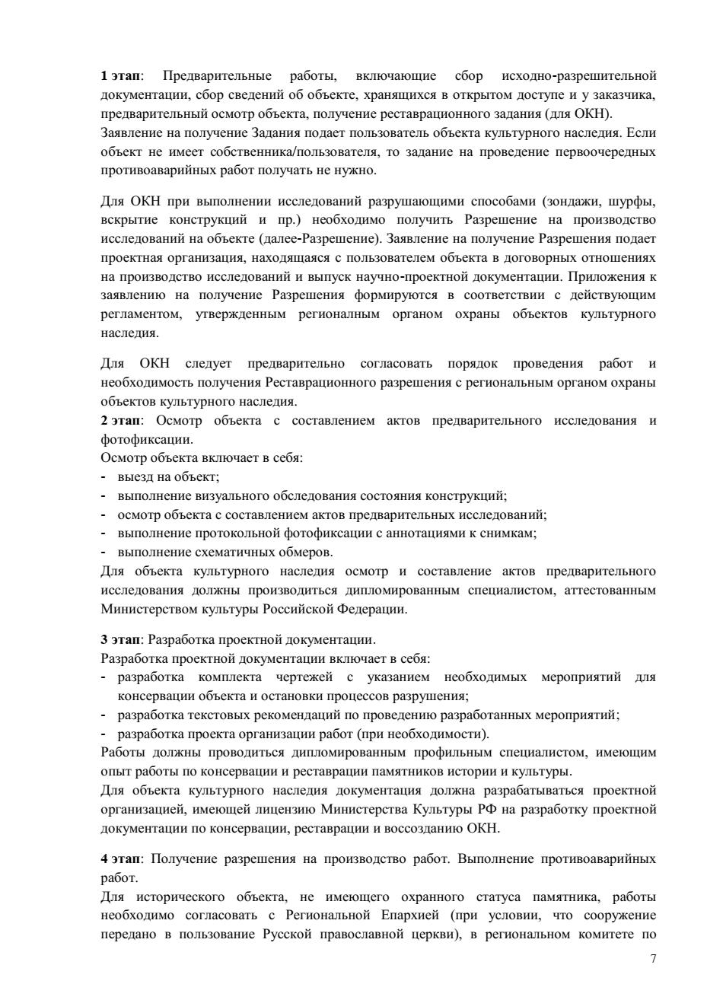 1 этап: Предварительные работы, включающие сбор исходно-разрешительной
документации, сбор сведений об объекте, хранящихся в открытом доступе и у заказчика,
предварительный осмотр объекта, получение реставрационного задания (для ОКН).
Заявление на получение Задания подает пользователь объекта культурного наследия. Если
объект не имеет собственника/пользователя, то задание на проведение первоочередных
противоаварийных работ получать не нужно.
Для ОКН при выполнении исследований разрушающими способами (зондажи, шурфы,
вскрытие конструкций и пр.) необходимо получить Разрешение на производство
исследований на объекте (далее-Разрешение). Заявление на получение Разрешения подает
проектная организация, находящаяся с пользователем объекта в договорных отношениях
на производство исследований и выпуск научно-проектной документации. Приложения к
заявлению на получение Разрешения формируются в соответствии с действующим
регламентом, утвержденным регионалным органом охраны объектов культурного
наследия.
Для ОКН следует предварительно согласовать порядок проведения работ и
необходимость получения Реставрационного разрешения с региональным органом охраны
объектов культурного наследия.
2 этап: Осмотр объекта с составлением актов предварительного исследования и
фотофиксации.
Осмотр объекта включает в себя:
- выезд на объект;
- выполнение визуального обследования состояния конструкций;
- осмотр объекта с составлением актов предварительных исследований;
- выполнение протокольной фотофиксации с аннотациями к снимкам;
- выполнение схематичных обмеров.
Для объекта культурного наследия осмотр и составление актов предварительного
исследования должны производиться дипломированным специалистом, аттестованным
Министерством культуры Российской Федерации.
3 этап: Разработка проектной документации.
Разработка проектной документации включает в себя:
- разработка комплекта чертежей с указанием необходимых мероприятий для
консервации объекта и остановки процессов разрушения;
- разработка текстовых рекомендаций по проведению разработанных мероприятий;
- разработка проекта организации работ (при необходимости).
Работы должны проводиться дипломированным профильным специалистом, имеющим
опыт работы по консервации и реставрации памятников истории и культуры.
Для объекта культурного наследия документация должна разрабатываться проектной
организацией, имеющей лицензию Министерства Культуры РФ на разработку проектной
документации по консервации, реставрации и воссозданию ОКН.
4 этап: Получение разрешения на производство работ. Выполнение противоаварийных
работ.
Для исторического объекта, не имеющего охранного статуса памятника, работы
необходимо согласовать с Региональной Епархией (при условии, что сооружение
передано в пользование Русской православной церкви), в региональном комитете по
7